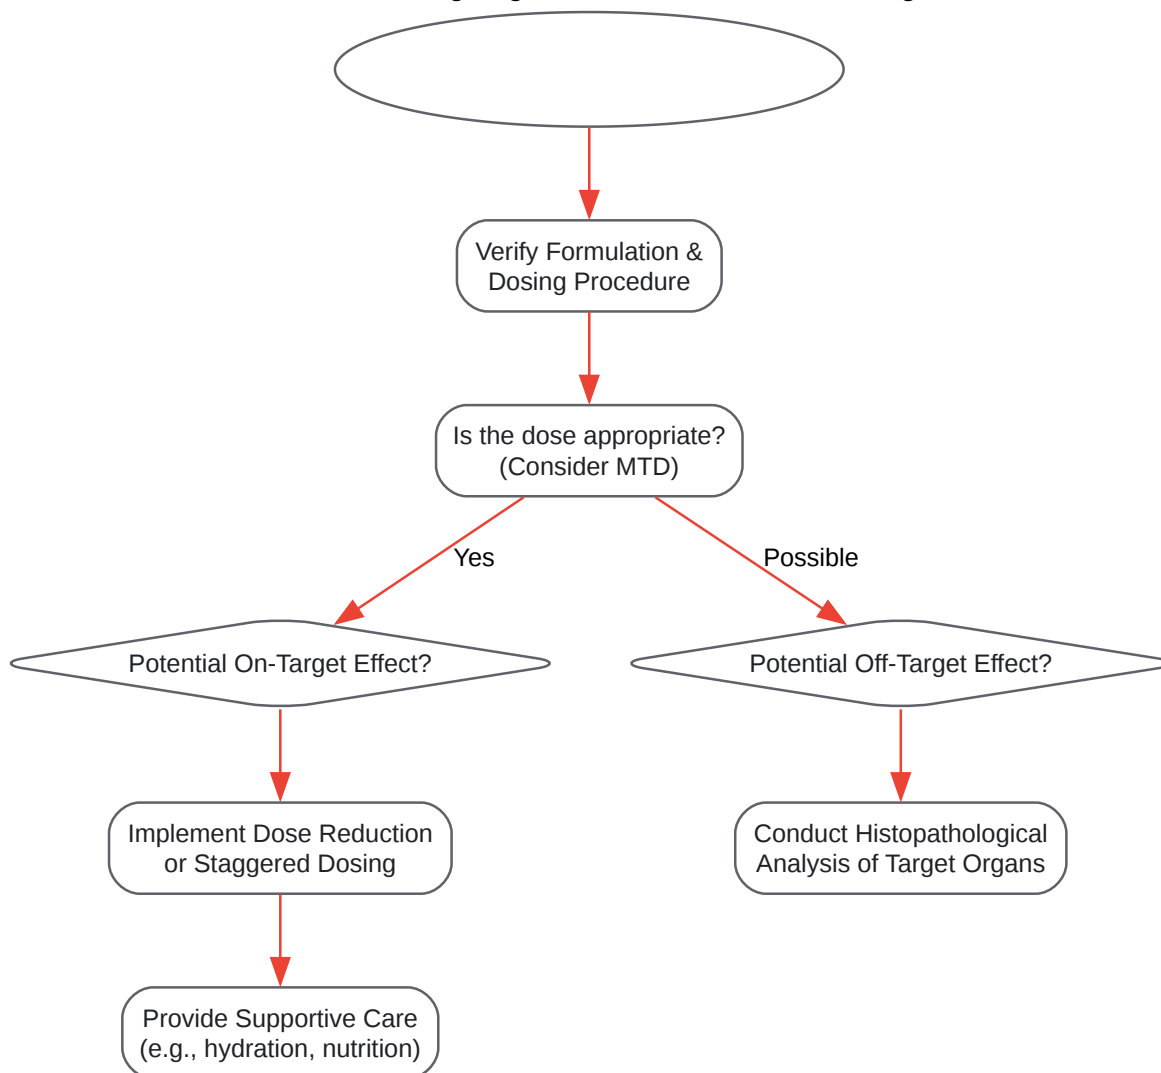 Verify Formulation &
Dosing Procedure
Is the dose appropriate?
(Consider MTD)
Yes
Possible
Potential On-Target Effect?
Potential Off-Target Effect?
Implement Dose Reduction
or Staggered Dosing
Conduct Histopathological
Analysis of Target Organs
Provide Supportive Care
(e.g., hydration, nutrition)